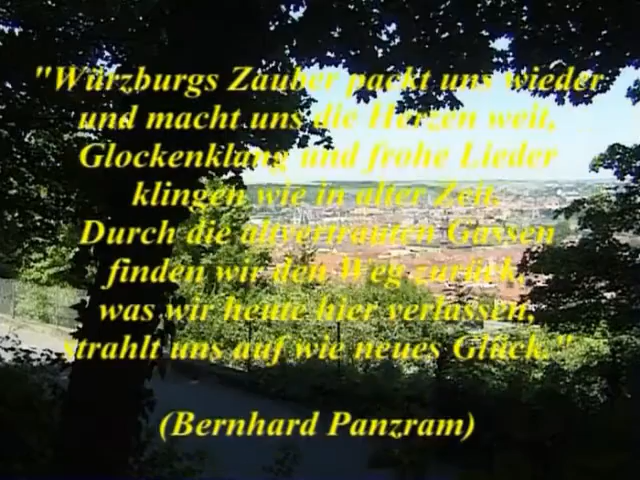 "Würzburgs Zauber packt uns wieder
und macht uns die Herzen weit,
Glockenklang und frohe Lieder
klingen wie in alter Zeit.
Durch die altvertrauten Gassen
finden wir den Weg zurück,
was wir heute hier verlassen,
strahlt uns auf wie neues Glück."
(Bernhard Panzram)